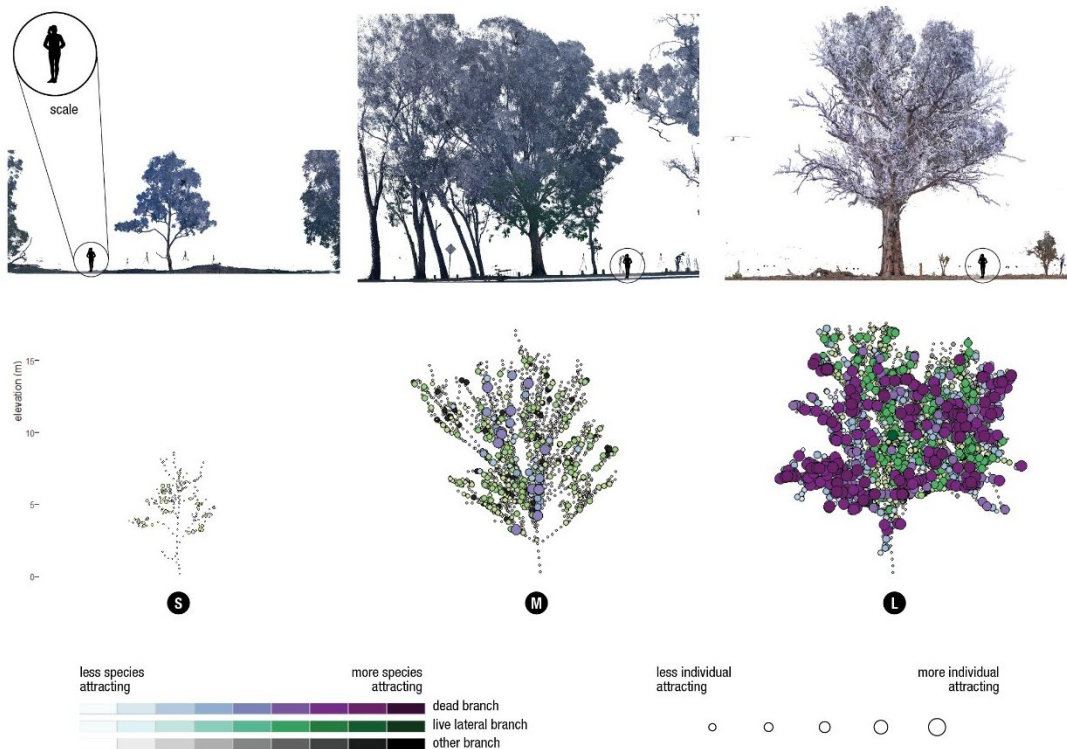 scale
elevation (m)
15
10
5
0
S
M
L
less species
attracting
more species
attracting
dead branch
live lateral branch
other branch
less individual
attracting
more individual
attracting